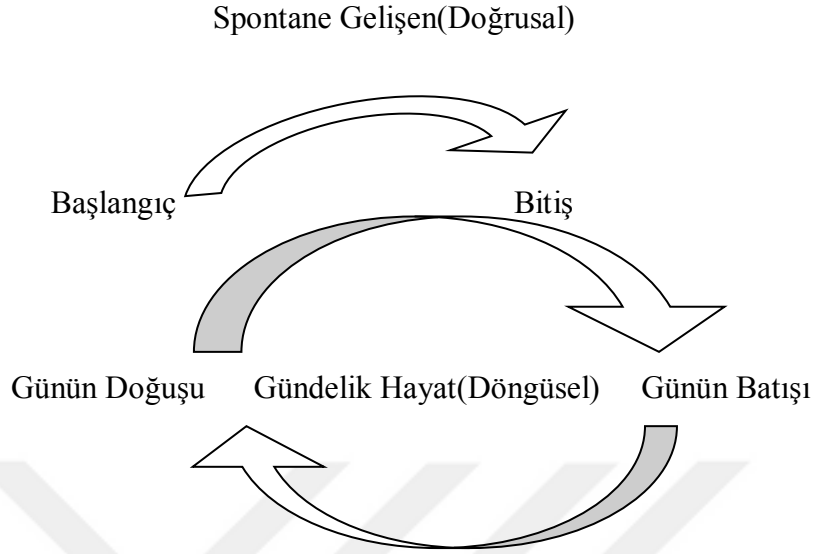 Spontane Gelişen(Doğrusal)
Başlangıç Bitiş
Günün Doğuşu Gündelik Hayat(Döngüsel) Günün Batışı